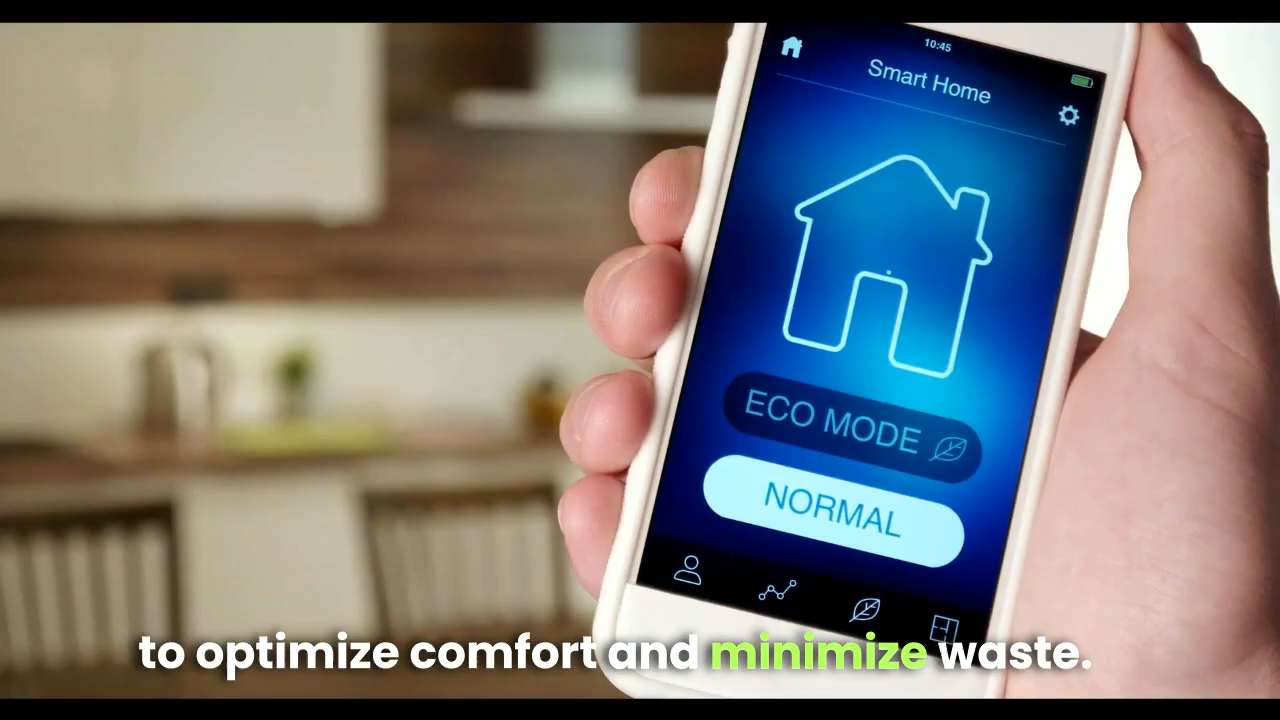 10:45
Smart Home
ECO MODE
NORMAL
to optimize comfort and minimize waste.